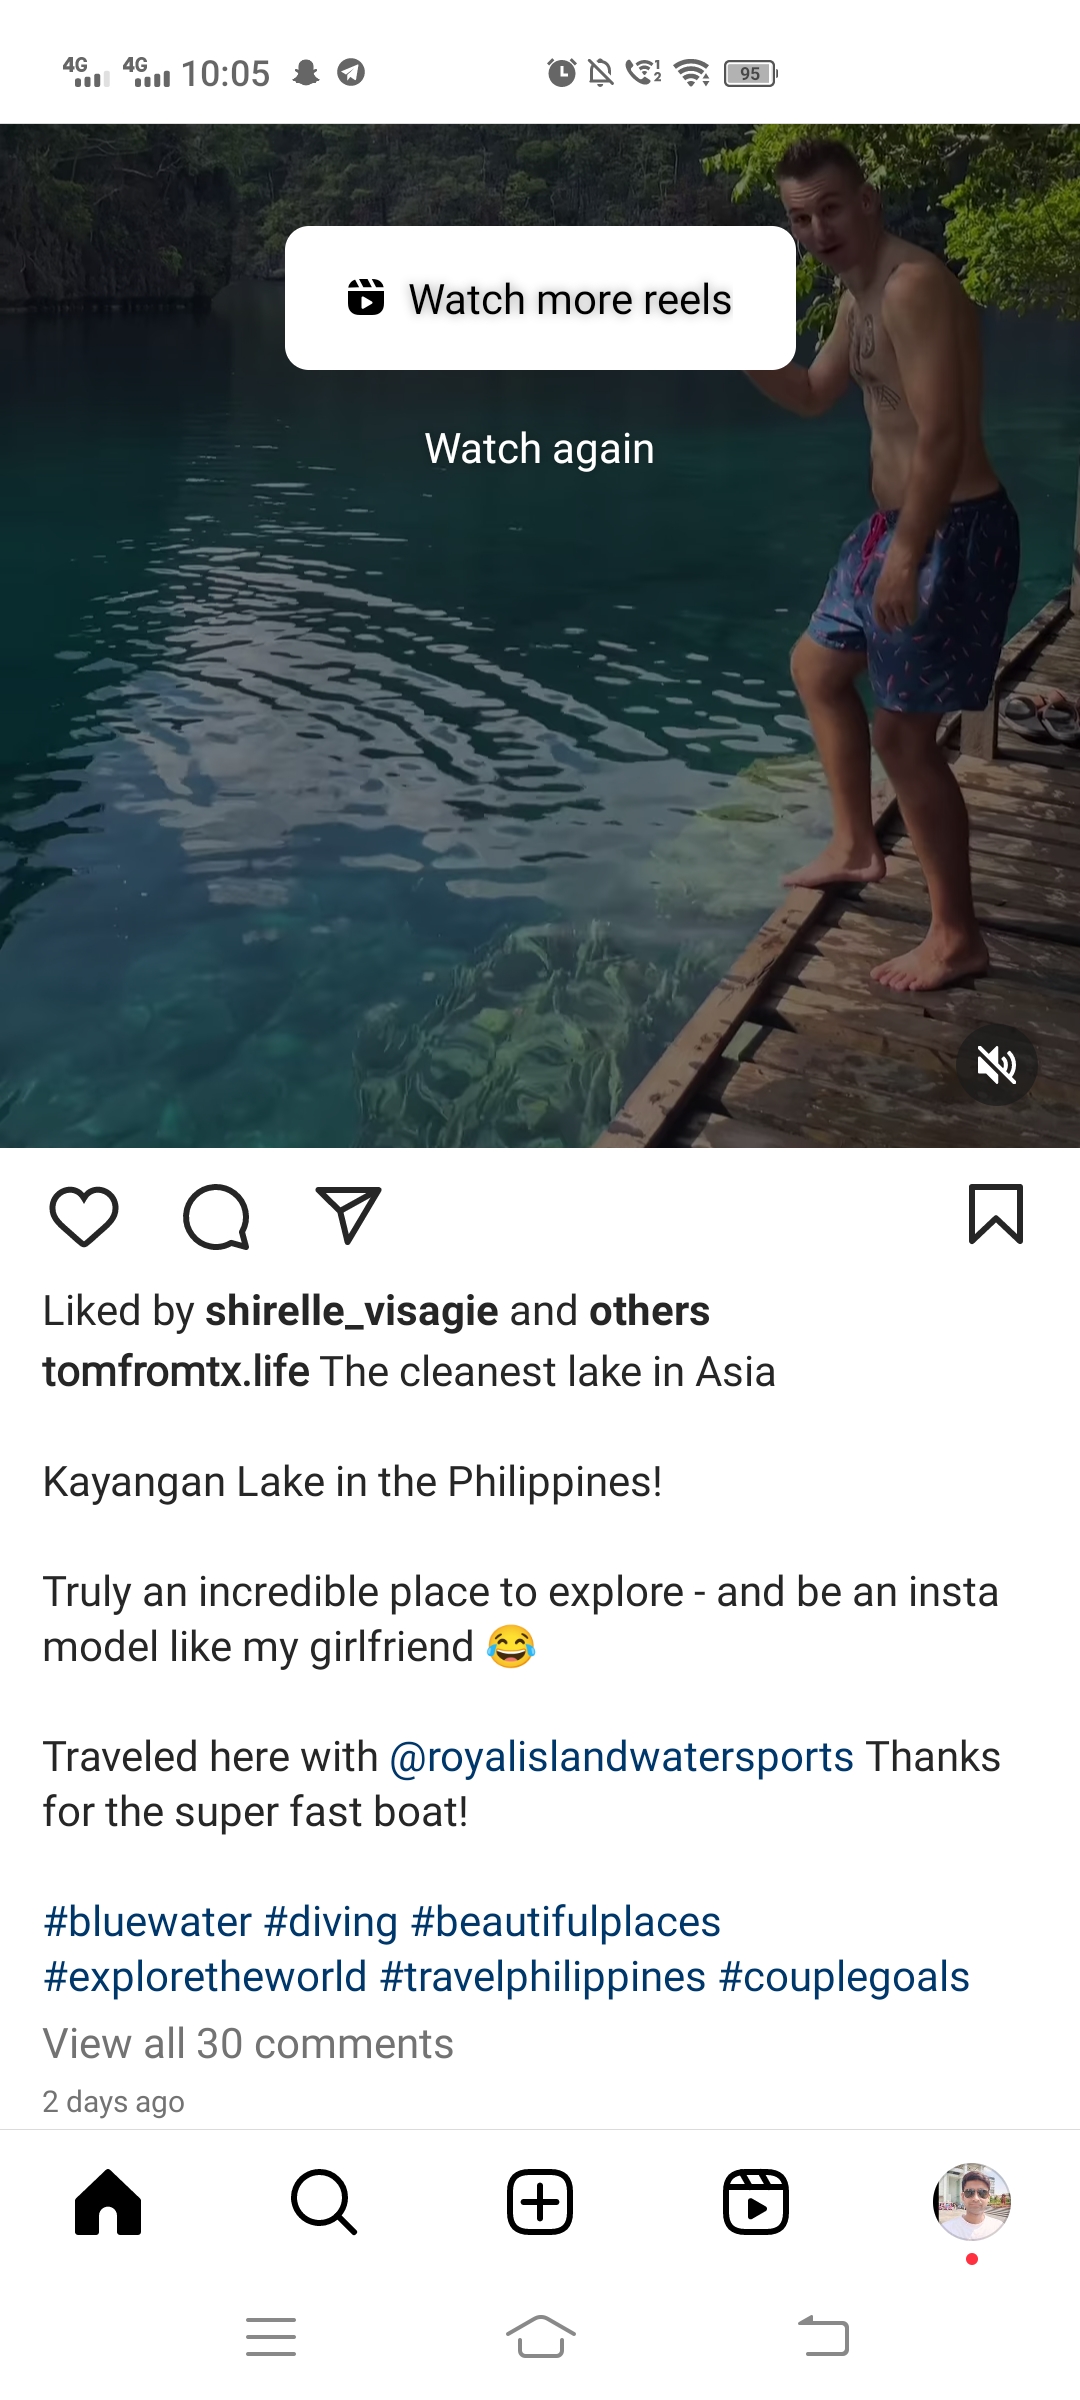 4G 4G 10:05 95
Watch more reels
Watch again
Liked by shirelle_visagie and others
tomfromtx.life The cleanest lake in Asia
Kayangan Lake in the Philippines!
Truly an incredible place to explore - and be an insta
model like my girlfriend 😂
Traveled here with @royalislandwatersports Thanks
for the super fast boat!
#bluewater #diving #beautifulplaces
#exploretheworld #travelphilippines #couplegoals
View all 30 comments
2 days ago